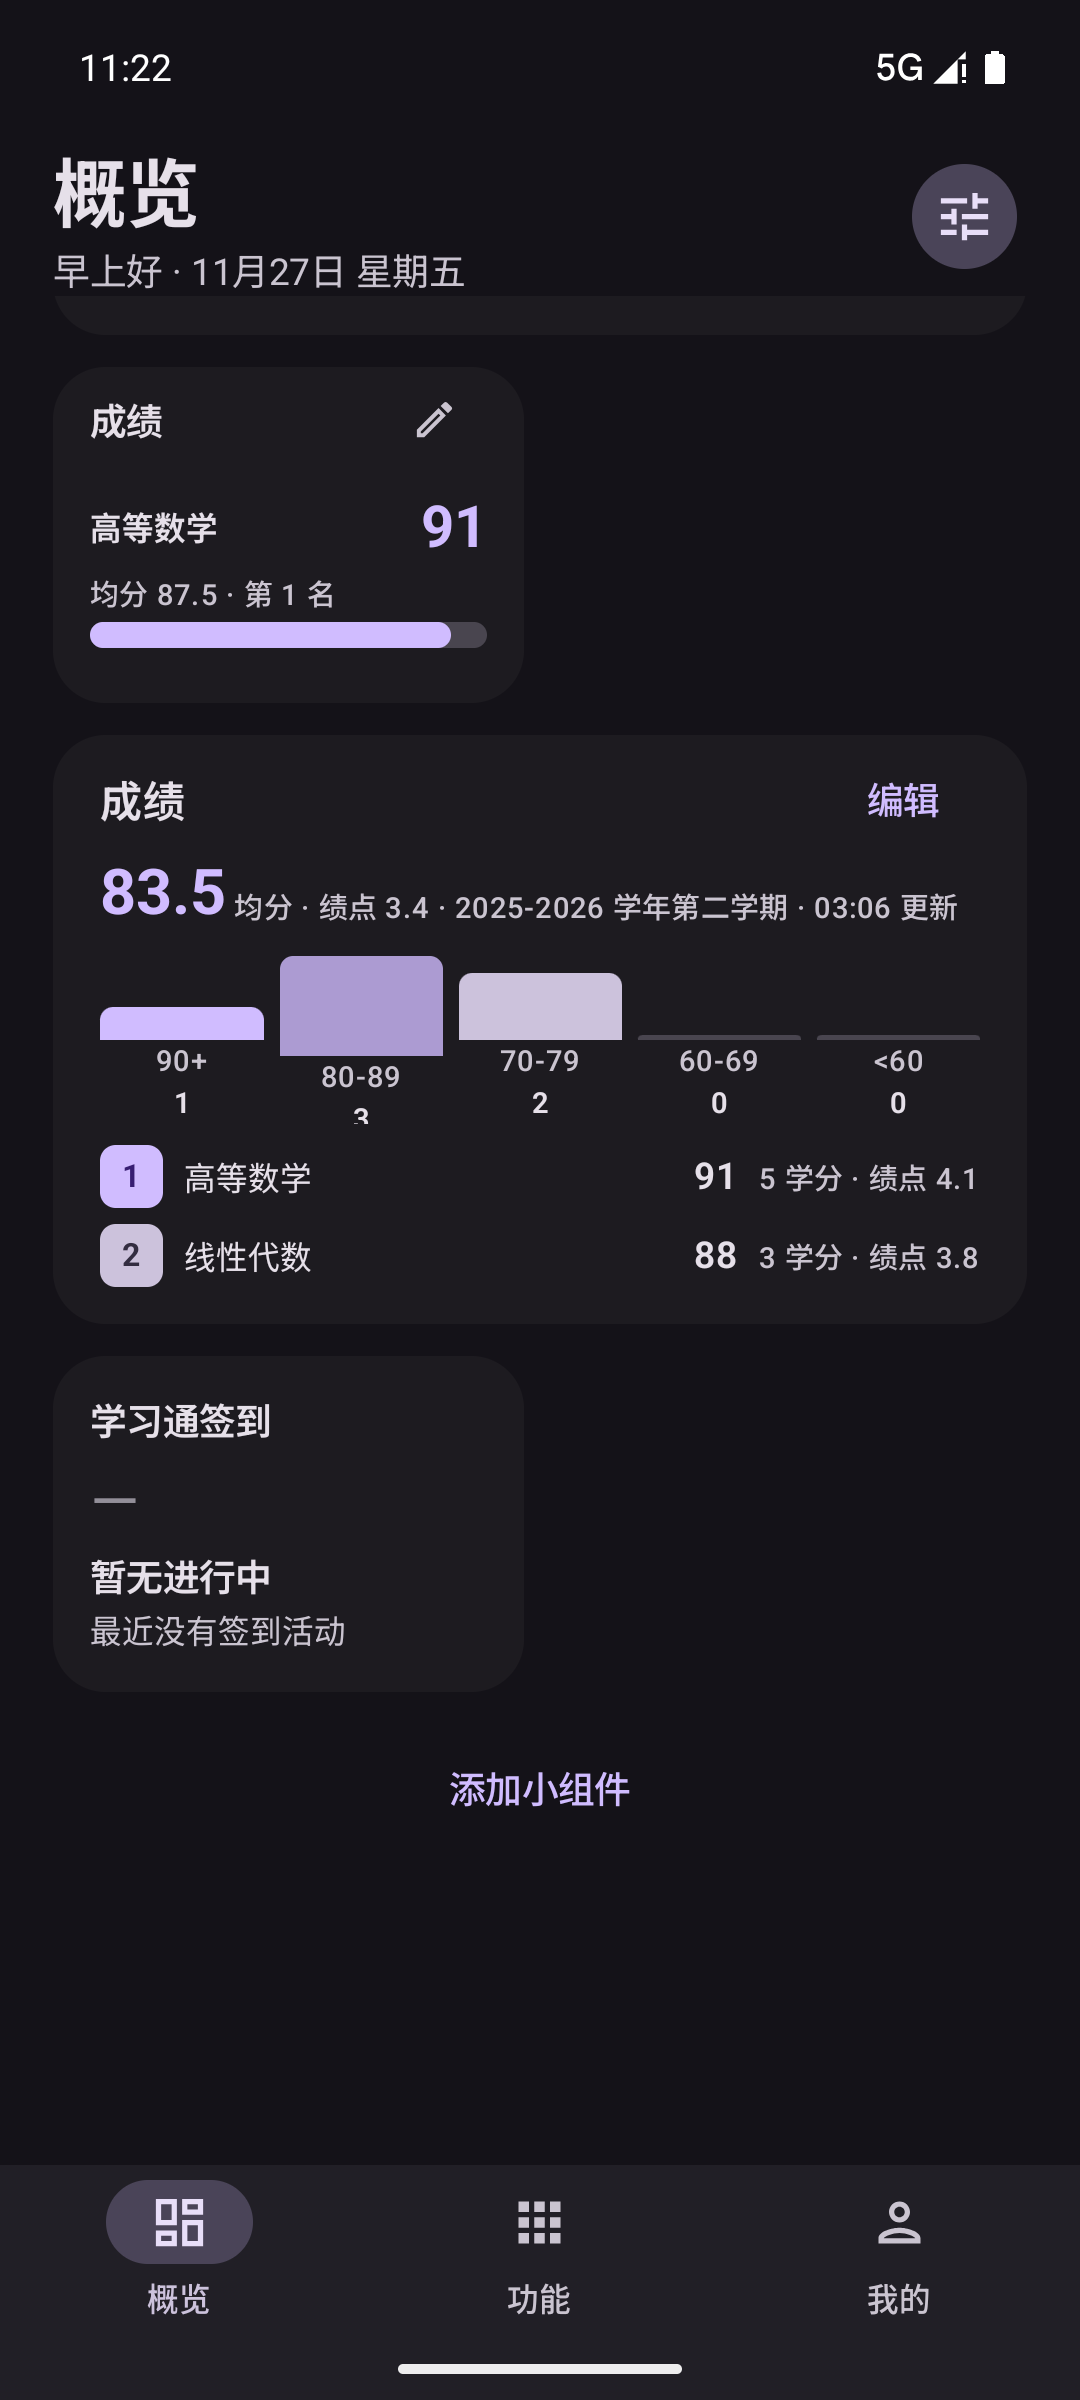 11:22
5G
概览
早上好 · 11月27日 星期五
成绩
高等数学 91
均分 87.5 · 第 1 名
成绩 编辑
83.5 均分 · 绩点 3.4 · 2025-2026 学年第二学期 · 03:06 更新
90+ 80-89 70-79 60-69 <60
1 3 2 0 0
1 高等数学 91 5 学分 · 绩点 4.1
2 线性代数 88 3 学分 · 绩点 3.8
学习通签到
—
暂无进行中
最近没有签到活动
添加小组件
概览 功能 我的